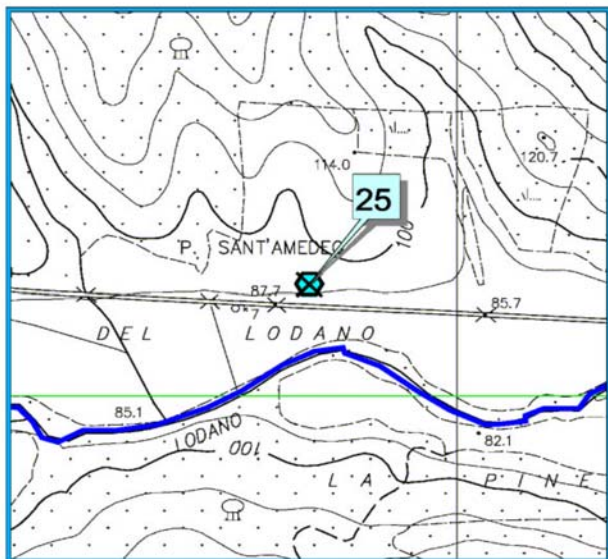 114.0
120.7
25
100
P. SANT'AMEDEO
87.7
85.7
DEL LODANO
85.1
LODANO
100
82.1
LA PINE